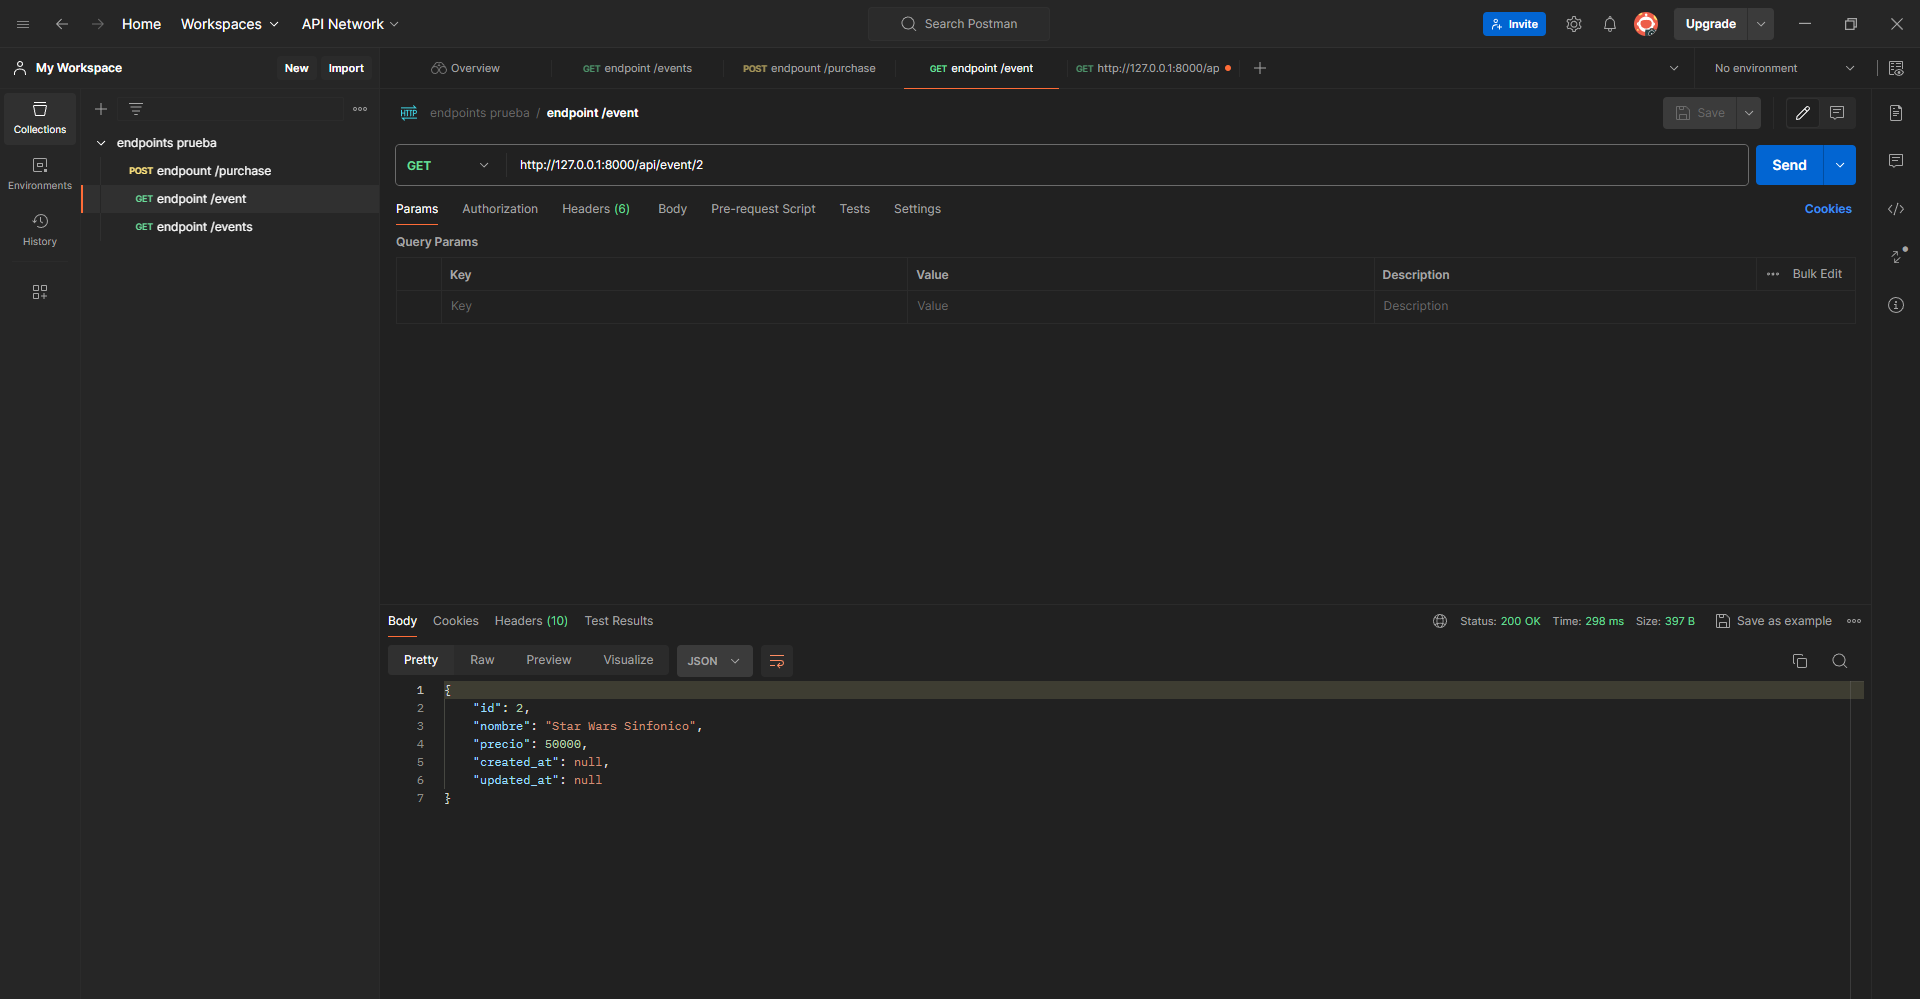 Home Workspaces API Network Search Postman Invite Upgrade
My Workspace New Import Overview GET endpoint /events POST endpount /purchase GET endpoint /event GET http://127.0.0.1:8000/ap No environment
Collections
Environments
History
endpoints prueba
POST endpount /purchase
GET endpoint /event
GET endpoint /events
HTTP endpoints prueba / endpoint /event Save
GET http://127.0.0.1:8000/api/event/2 Send
Params Authorization Headers (6) Body Pre-request Script Tests Settings Cookies
Query Params
Key Value Description Bulk Edit
Key Value Description
Body Cookies Headers (10) Test Results Status: 200 OK Time: 298 ms Size: 397 B Save as example
Pretty Raw Preview Visualize JSON
1 {
2 "id": 2,
3 "nombre": "Star Wars Sinfonico",
4 "precio": 50000,
5 "created_at": null,
6 "updated_at": null
7 }